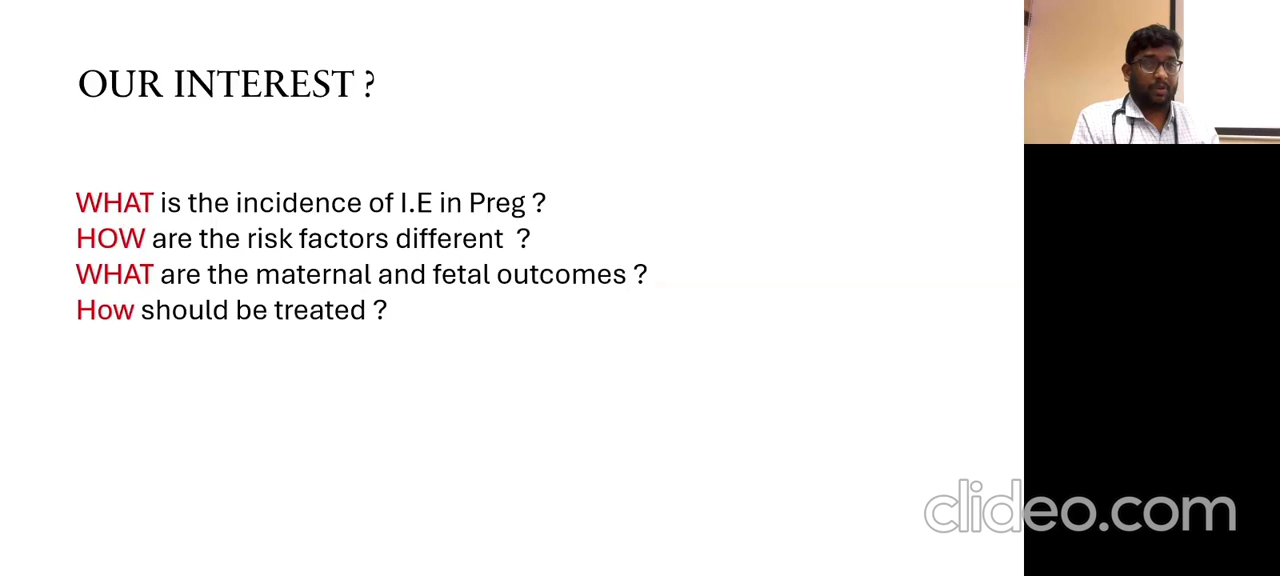 OUR INTEREST ?
WHAT is the incidence of I.E in Preg ?
HOW are the risk factors different  ?
WHAT are the maternal and fetal outcomes ?
How should be treated ?
clideo.com